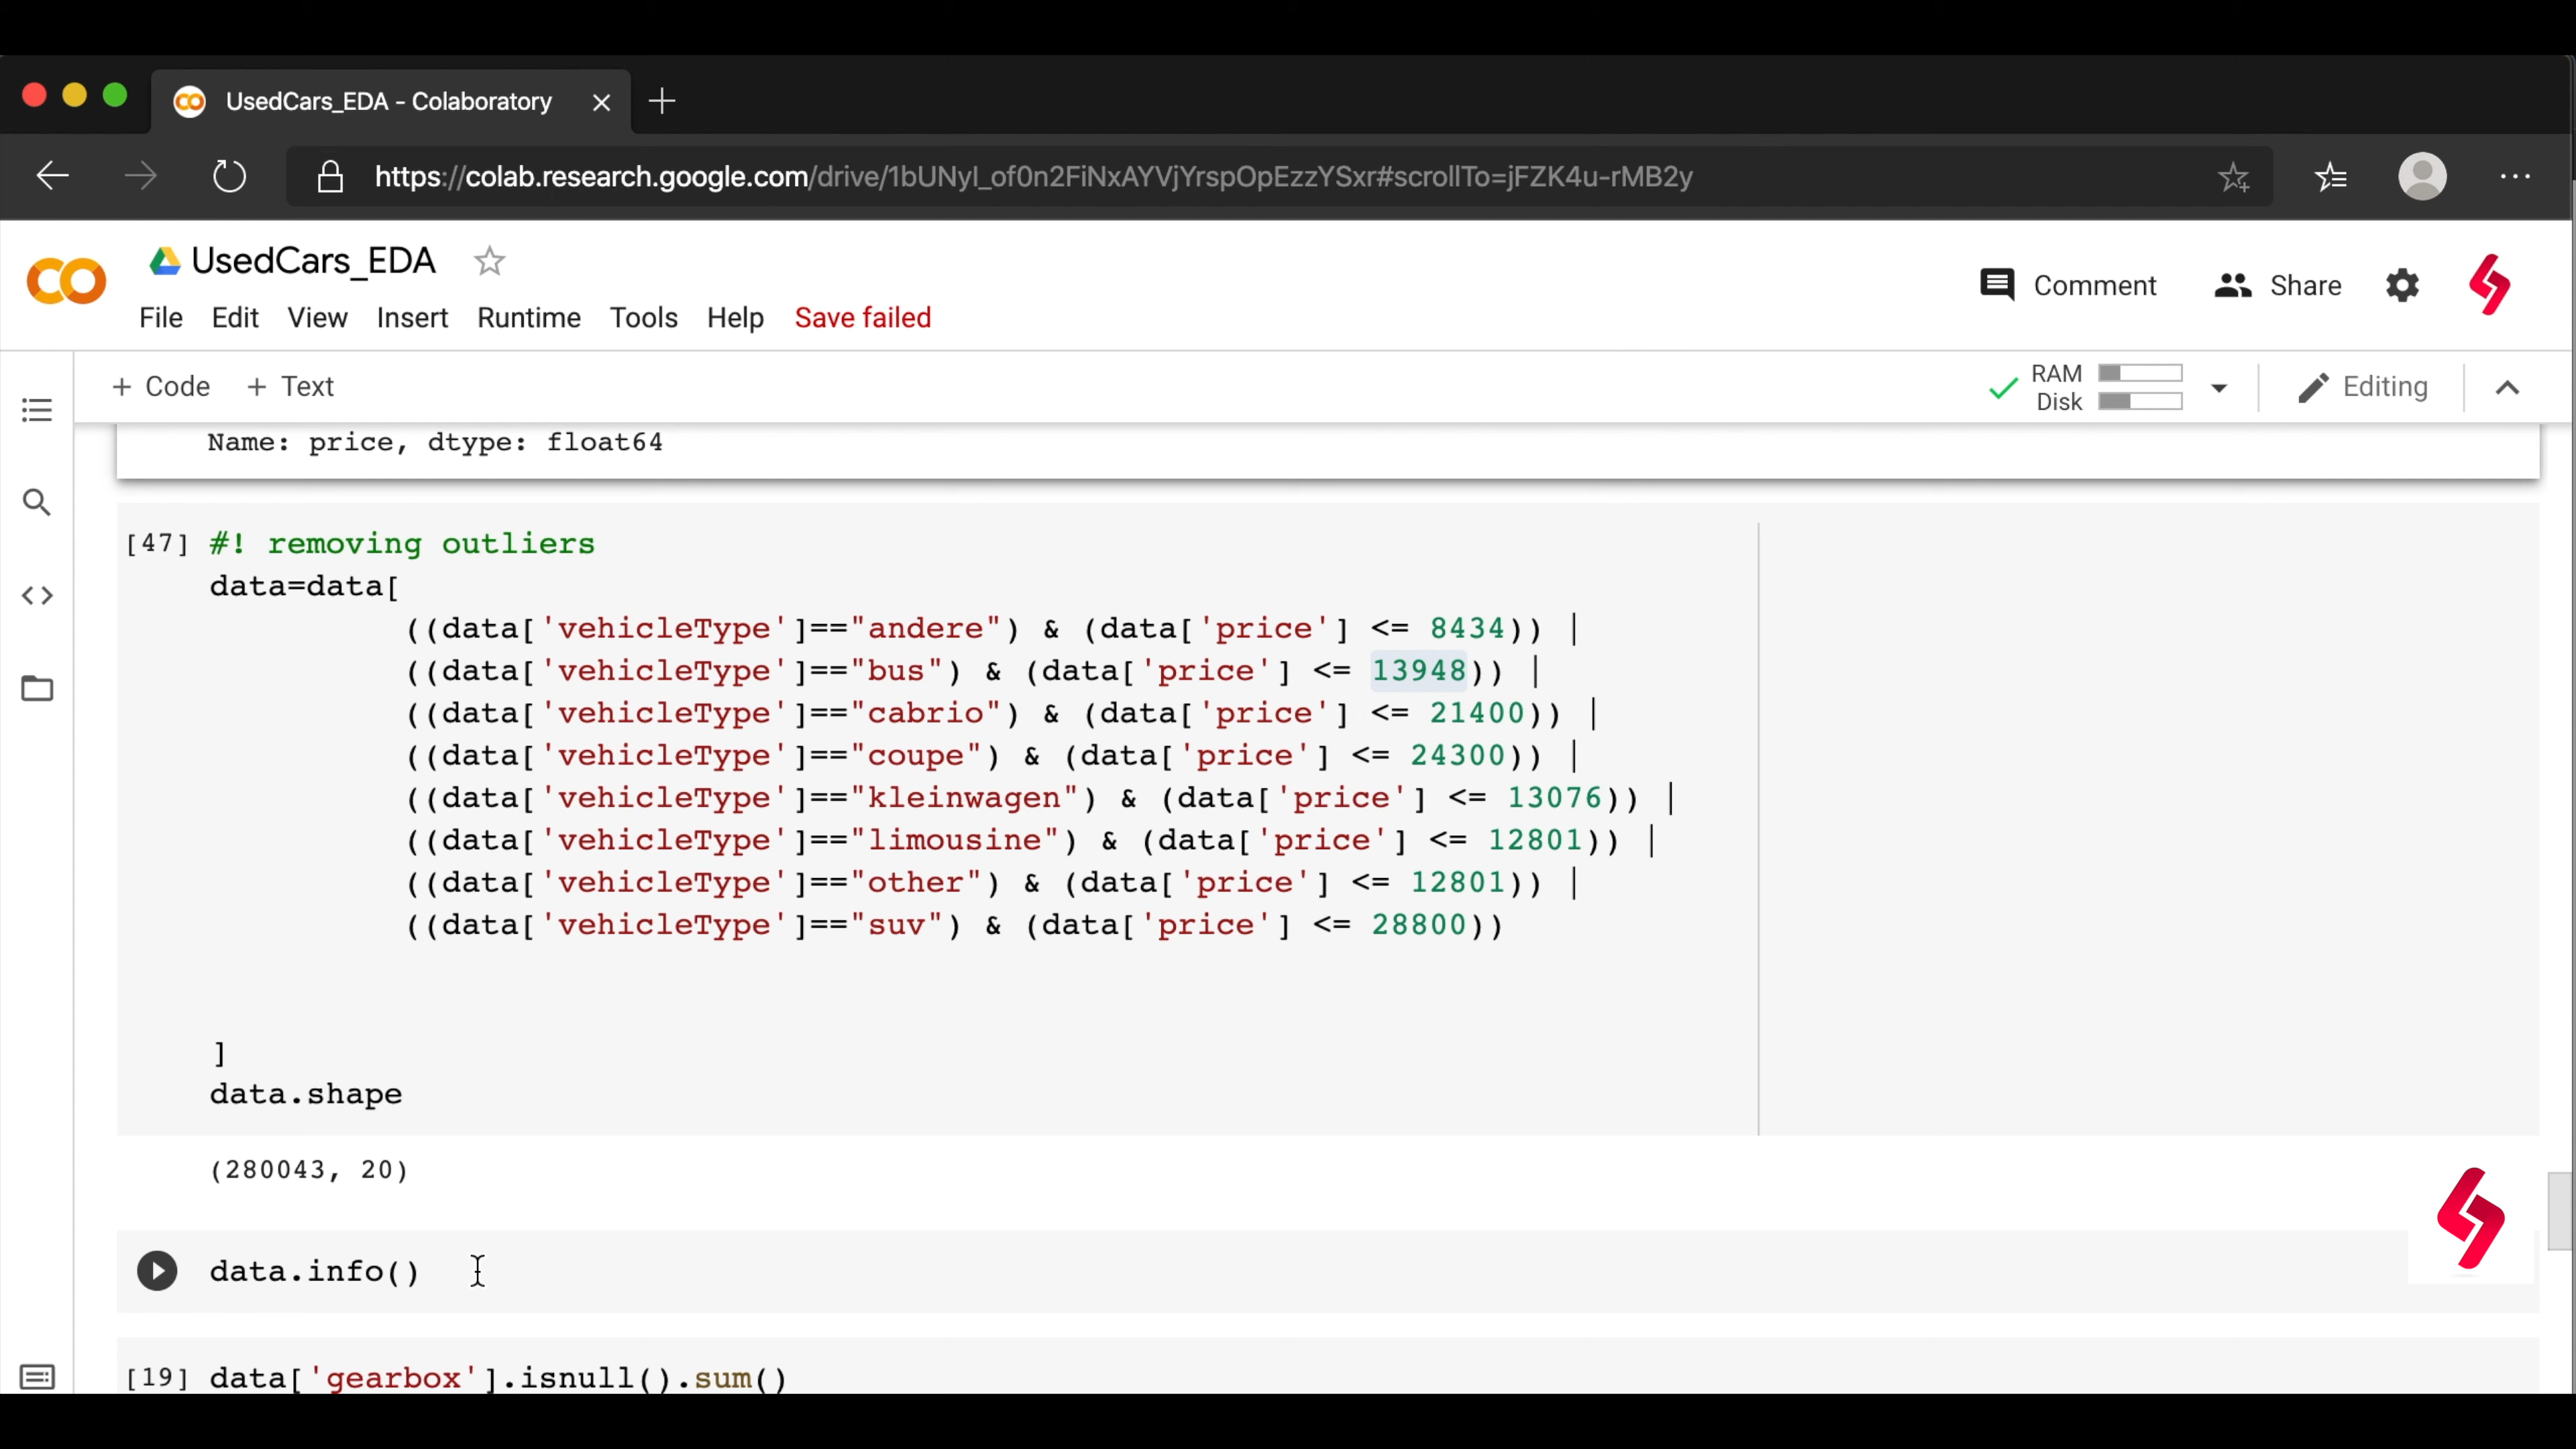 UsedCars_EDA - Colaboratory
https://colab.research.google.com/drive/1bUNyI_of0n2FiNxAYVjYrspOpEzzYSxr#scrollTo=jFZK4u-rMB2y
UsedCars_EDA
Comment Share
File Edit View Insert Runtime Tools Help Save failed
+ Code + Text
RAM
Disk
Editing
Name: price, dtype: float64
[47] #! removing outliers
data=data[
((data['vehicleType']=="andere") & (data['price'] <= 8434)) |
((data['vehicleType']=="bus") & (data['price'] <= 13948)) |
((data['vehicleType']=="cabrio") & (data['price'] <= 21400)) |
((data['vehicleType']=="coupe") & (data['price'] <= 24300)) |
((data['vehicleType']=="kleinwagen") & (data['price'] <= 13076)) |
((data['vehicleType']=="limousine") & (data['price'] <= 12801)) |
((data['vehicleType']=="other") & (data['price'] <= 12801)) |
((data['vehicleType']=="suv") & (data['price'] <= 28800))
]
data.shape
(280043, 20)
data.info()
[19] data['gearbox'].isnull().sum()